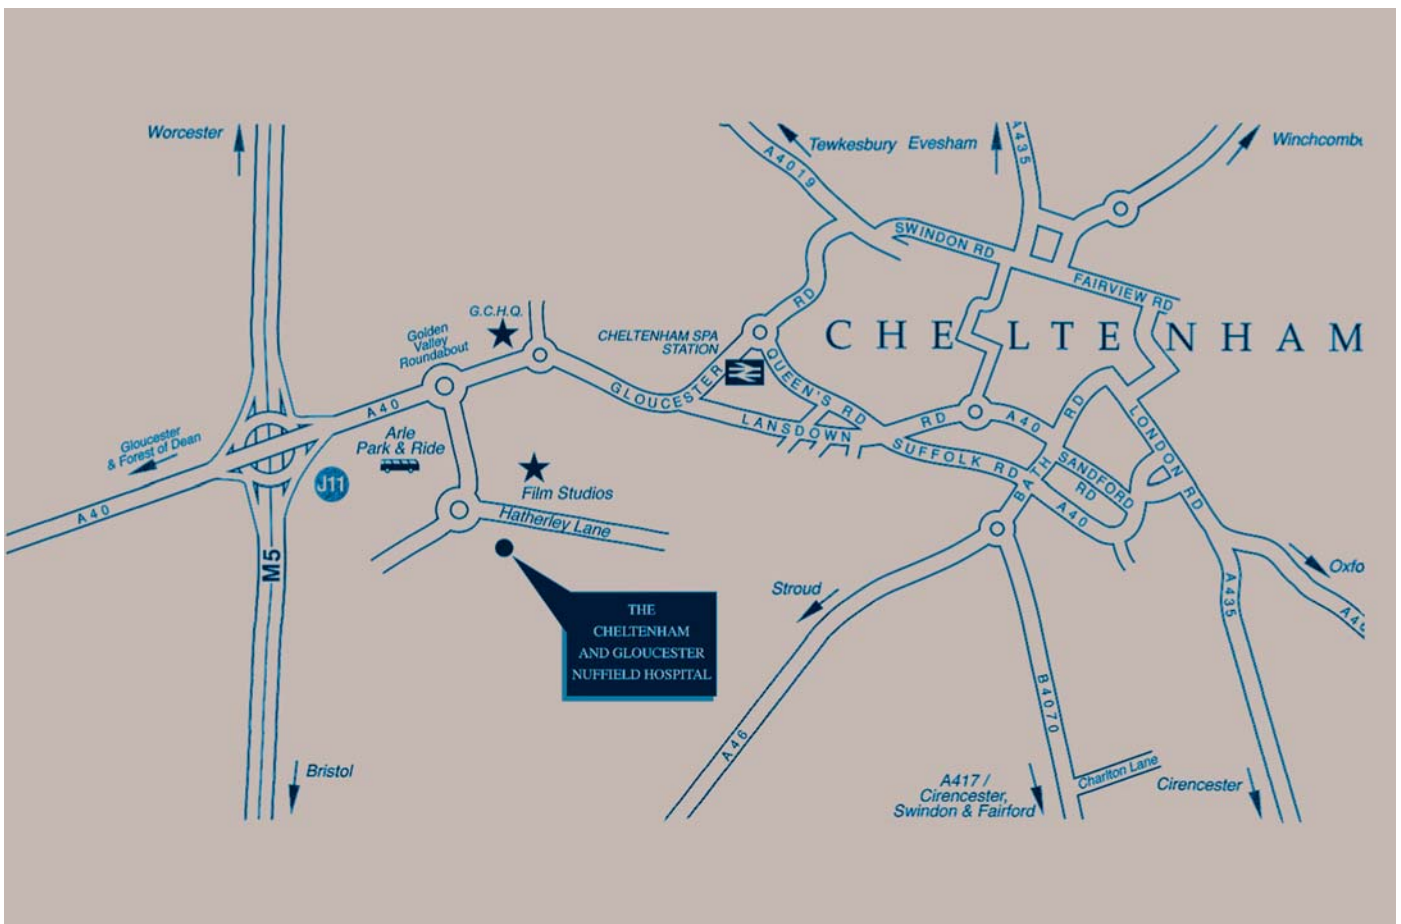 Worcester
Tewkesbury
Evesham
A435
Winchcombe
A4019
SWINDON RD
FAIRVIEW RD
RD
G.C.H.Q.
Golden
Valley
Roundabout
CHELTENHAM SPA
STATION
CHELTENHAM
GLOUCESTER
QUEEN'S RD
A40
LANSDOWN
RD
A40
RD
LONDON
RD
Gloucester
& Forest of Dean
Arle
Park & Ride
SUFFOLK RD
BATH
SANDFORD
RD
J11
Film Studios
A40
Hatherley Lane
A40
M5
Stroud
Oxfo
A435
A40
THE
CHELTENHAM
AND GLOUCESTER
NUFFIELD HOSPITAL
B4070
A46
Bristol
A417 /
Cirencester,
Swindon & Fairford
Charlton Lane
Cirencester